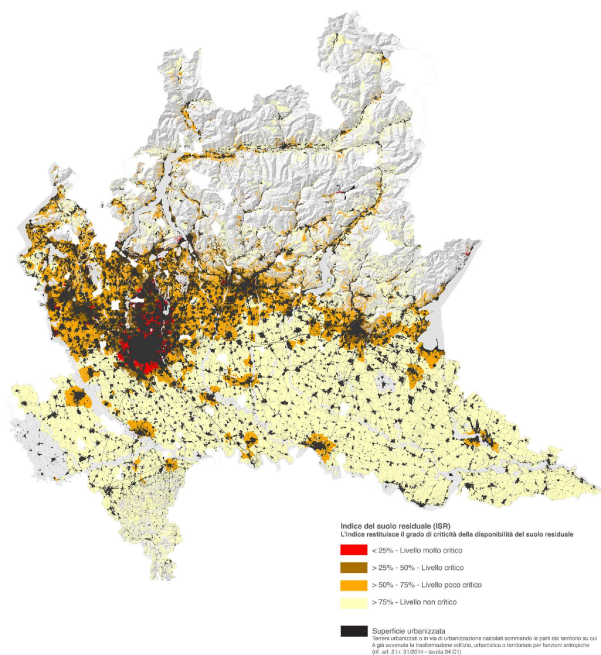 Indice del suolo residuale (ISR)
L'indice restituisce il grado di criticità della disponibilità del suolo residuale
< 25% - Livello molto critico
> 25% - 50% - Livello critico
> 50% - 75% - Livello poco critico
> 75% - Livello non critico
Superficie urbanizzata
Terreni urbanizzati o in via di urbanizzazione calcolati sommando le parti del territorio su cui
è già avvenuta la trasformazione edilizia, urbanistica o territoriale per funzioni antropiche
(rif. art. 2 l.r. 31/2014 - tavola 04.C1)